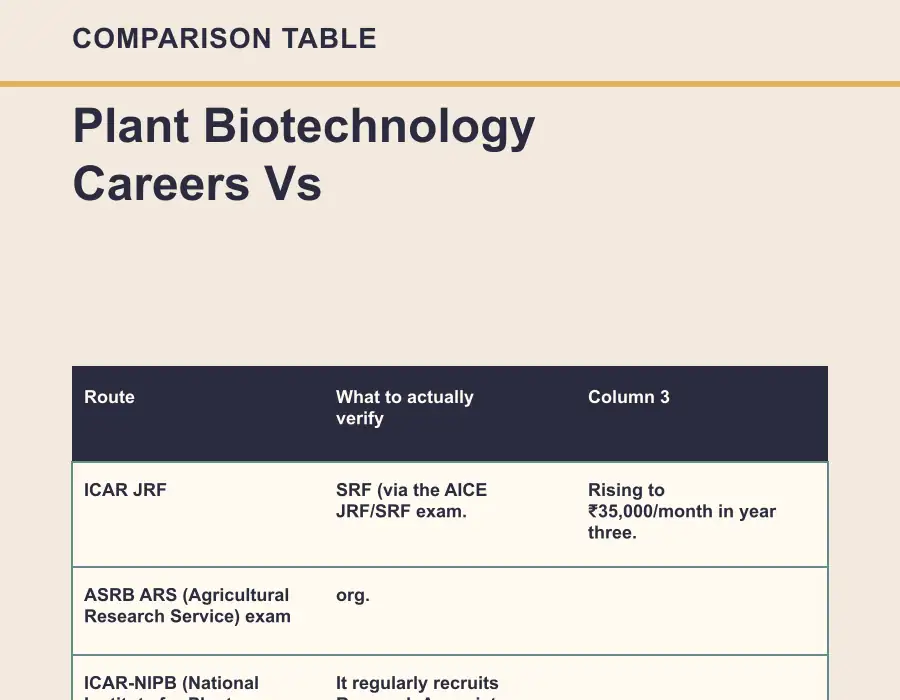 COMPARISON TABLE
Plant Biotechnology
Careers Vs
Route
What to actually
verify
Column 3
ICAR JRF
SRF (via the AICE
JRF/SRF exam.
Rising to
₹35,000/month in year
three.
ASRB ARS (Agricultural
Research Service) exam
org.
ICAR-NIPB (National
It regularly recruits